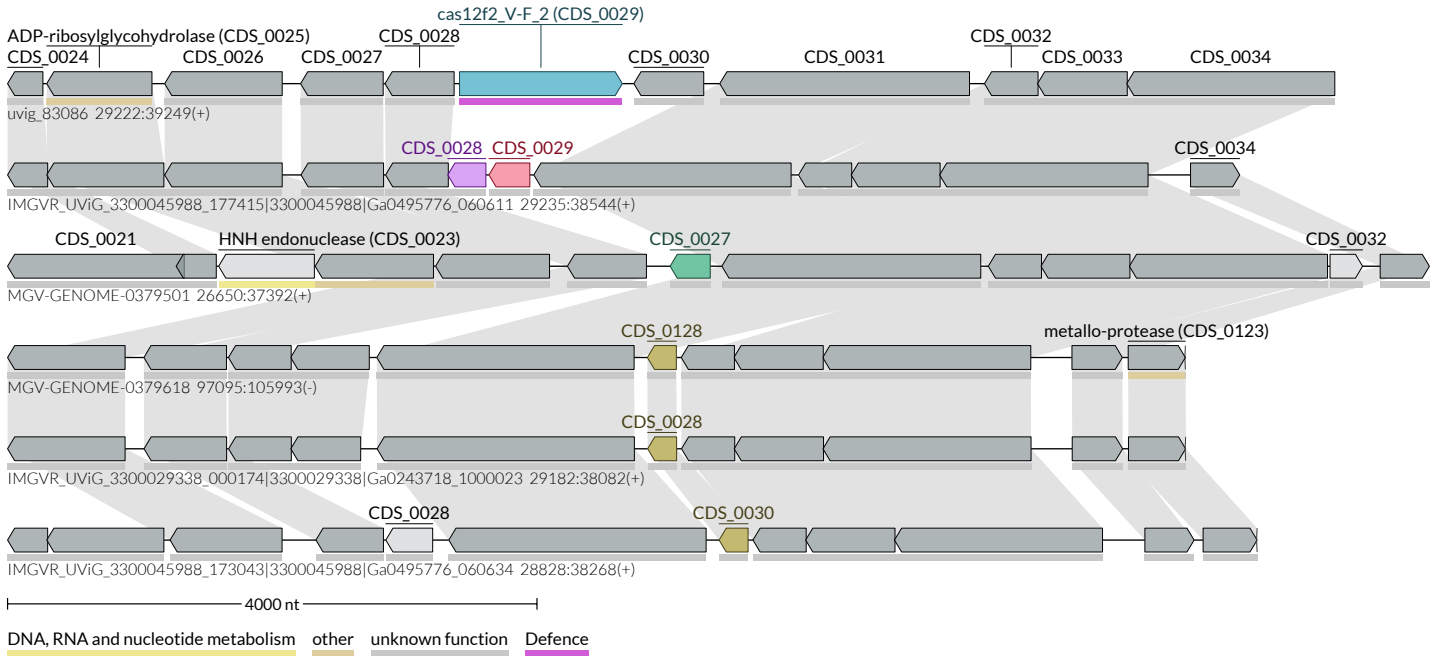 cas12f2_V-F_2 (CDS_0029)
ADP-ribosylglycohydrolase (CDS_0025) CDS_0028 CDS_0032
CDS_0024 CDS_0026 CDS_0027 CDS_0030 CDS_0031 CDS_0033 CDS_0034
uvig_83086 29222:39249(+)
CDS_0028 CDS_0029 CDS_0034
IMGVR_UViG_3300045988_177415|3300045988|Ga0495776_060611 29235:38544(+)
CDS_0021 HNH endonuclease (CDS_0023) CDS_0027 CDS_0032
MGV-GENOME-0379501 26650:37392(+)
CDS_0128 metallo-protease (CDS_0123)
MGV-GENOME-0379618 97095:105993(-)
CDS_0028
IMGVR_UViG_3300029338_000174|3300029338|Ga0243718_1000023 29182:38082(+)
CDS_0028 CDS_0030
IMGVR_UViG_3300045988_173043|3300045988|Ga0495776_060634 28828:38268(+)
4000 nt
DNA, RNA and nucleotide metabolism other unknown function Defence